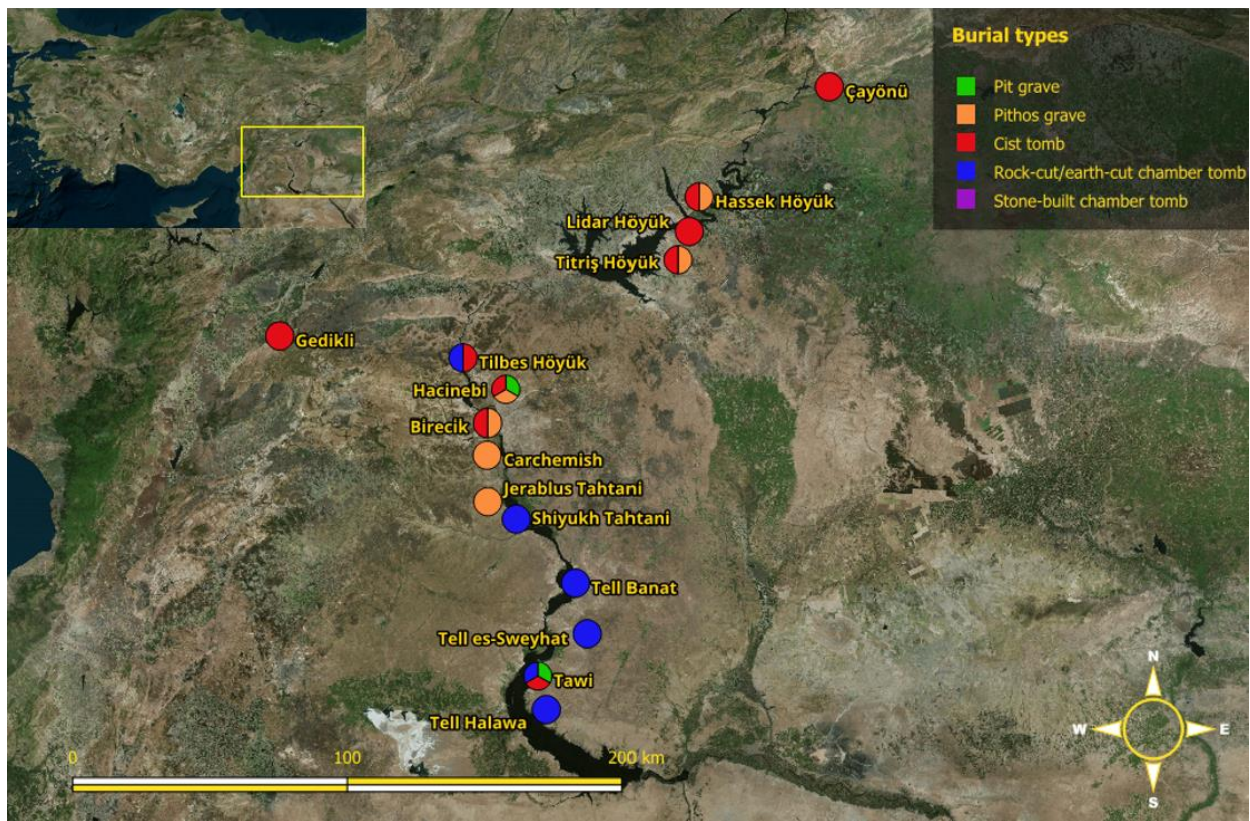 Burial types
Pit grave
Pithos grave
Cist tomb
Rock-cut/earth-cut chamber tomb
Stone-built chamber tomb
Çayönü
Hassek Höyük
Lidar Höyük
Titriş Höyük
Gedikli
Tilbes Höyük
Hacinebi
Birecik
Carchemish
Jerablus Tahtani
Shiyukh Tahtani
Tell Banat
Tell es-Sweyhat
Tawi
Tell Halawa
0 100 200 km
N
W E
S